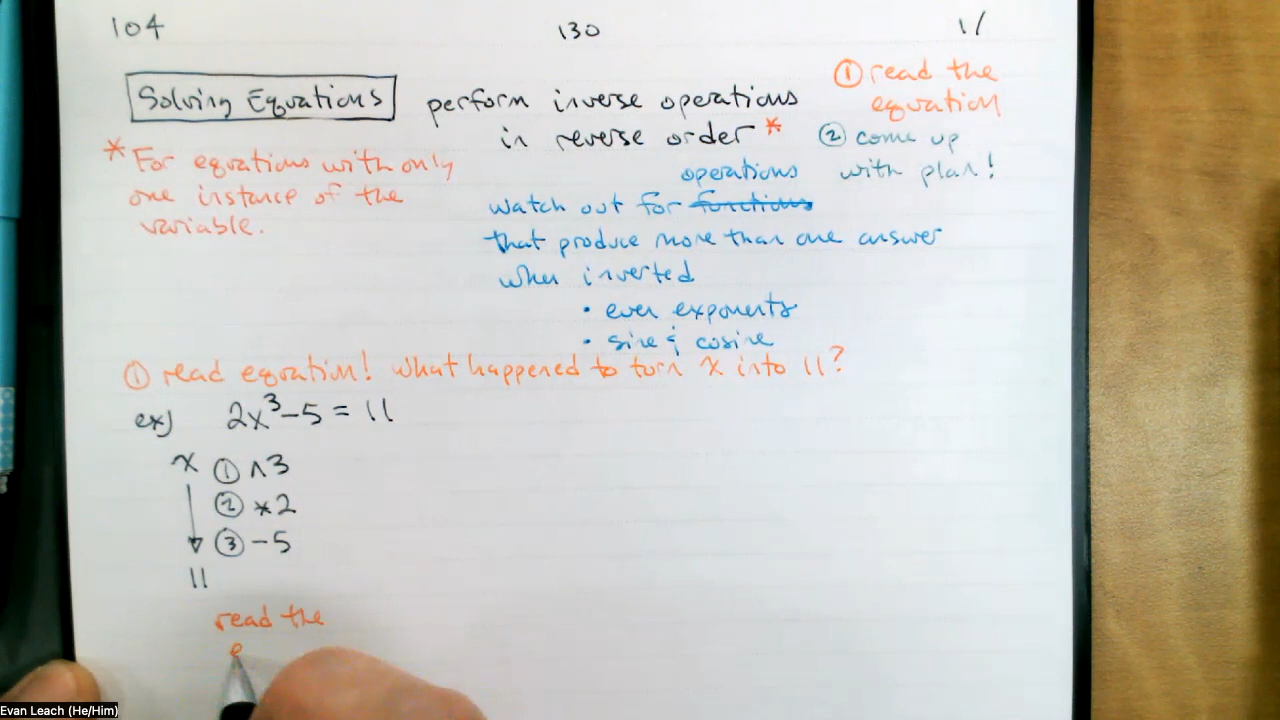 104 130 1/
Solving Equations perform inverse operations
in reverse order *
① read the
equation
② come up
with plan!
* For equations with only
one instance of the
variable.
operations
watch out for functions
that produce more than one answer
when inverted
• even exponents
• sine & cosine
① read equation! what happened to turn x into 11?
ex) 2x³-5 = 11
x ① ^3
② *2
③ -5
11
read the
e
Evan Leach (He/Him)